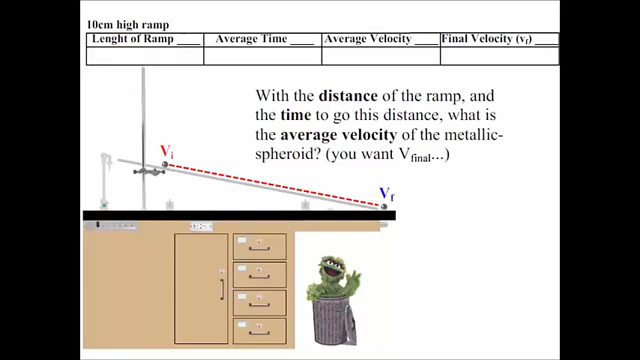 10cm high ramp
Lenght of Ramp ____ Average Time ____ Average Velocity ____ Final Velocity (vf) ____
With the distance of the ramp, and
the time to go this distance, what is
the average velocity of the metallic-
spheroid? (you want Vfinal...)
Vi
Vf